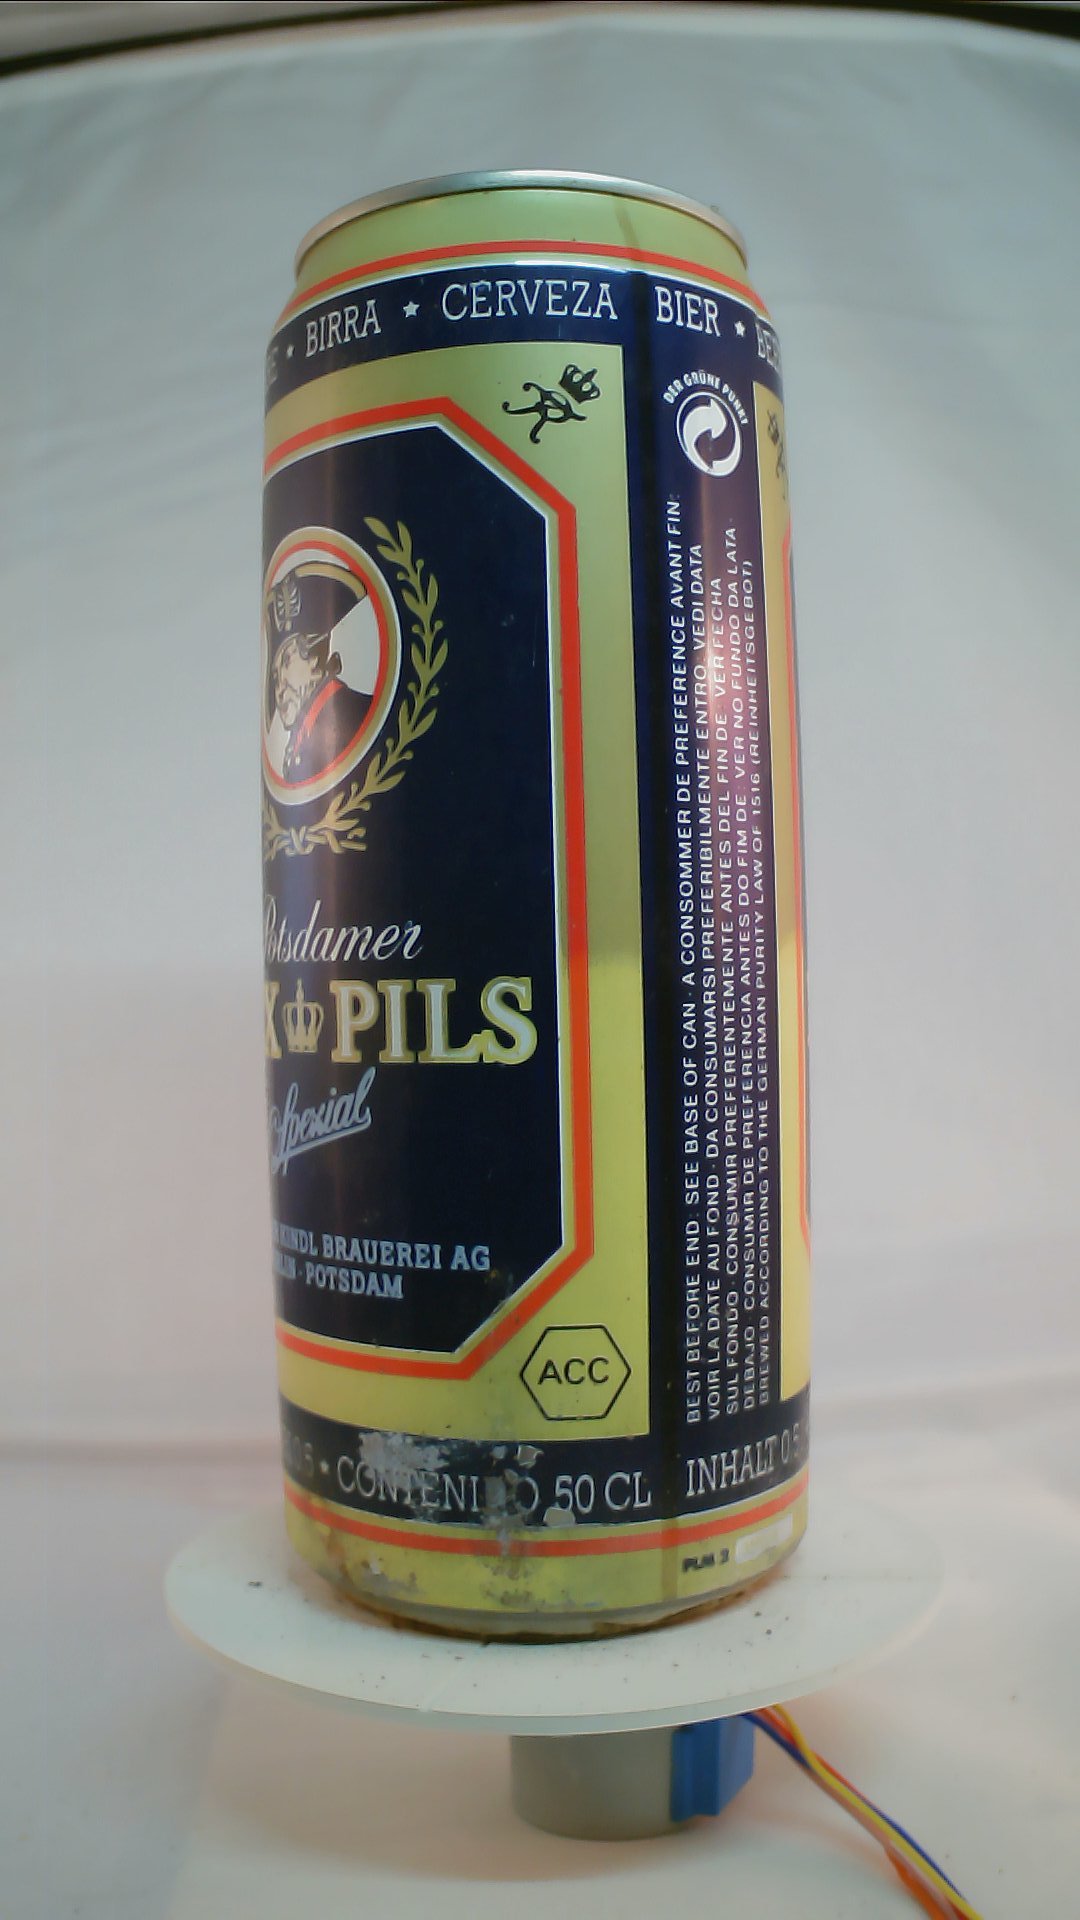 BIRRA ★ CERVEZA BIER ★
DER GRÜNE PUNKT
Potsdamer
PILS
Spezial
KINDL BRAUEREI AG
POTSDAM
ACC
50 CL INHALT
PLM 3
BEST BEFORE END: SEE BASE OF CAN · A CONSOMMER DE PREFERENCE AVANT FIN:
VOIR LA DATE AU FOND · DA CONSUMARSI PREFERIBILMENTE ENTRO: VEDI DATA
SUL FONDO · CONSUMIR PREFERENTEMENTE ANTES DEL FIN DE: VER FECHA
DEBAJO · CONSUMIR DE PREFERENCIA ANTES DO FIM DE: VER NO FUNDO DA LATA ·
BREWED ACCORDING TO THE GERMAN PURITY LAW OF 1516 (REINHEITSGEBOT)